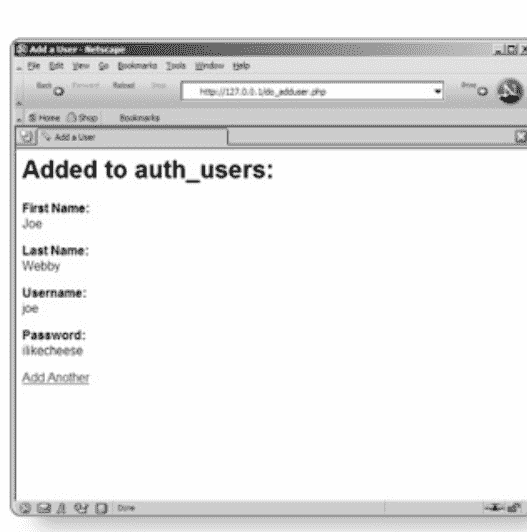 Add a User - Netscape
File Edit View Go Bookmarks Tools Window Help
Back Forward Reload Stop http://127.0.0.1/do_adduser.php Print
Home Shop Bookmarks
Add a User
Added to auth_users:
First Name:
Joe
Last Name:
Webby
Username:
joe
Password:
ilikecheese
Add Another
Done